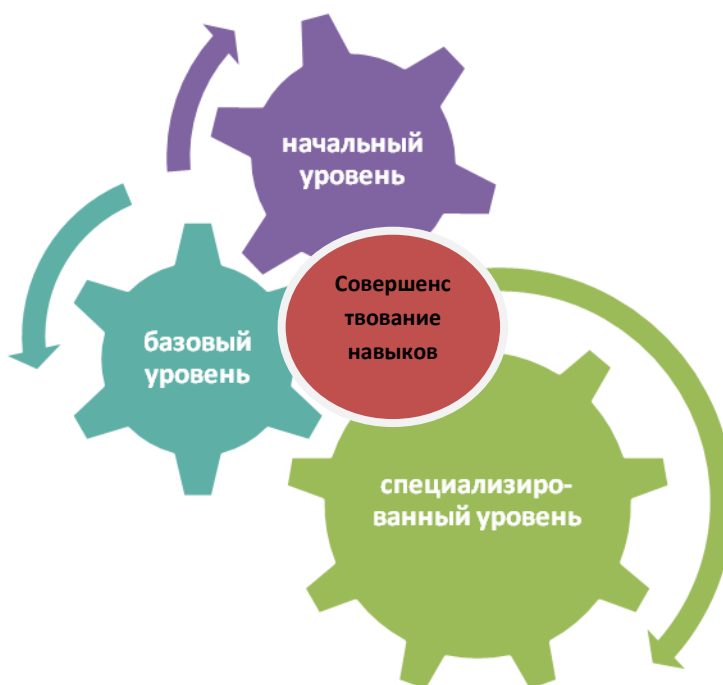 начальный
уровень
Совершенс
твование
навыков
базовый
уровень
специализиро-
ванный уровень